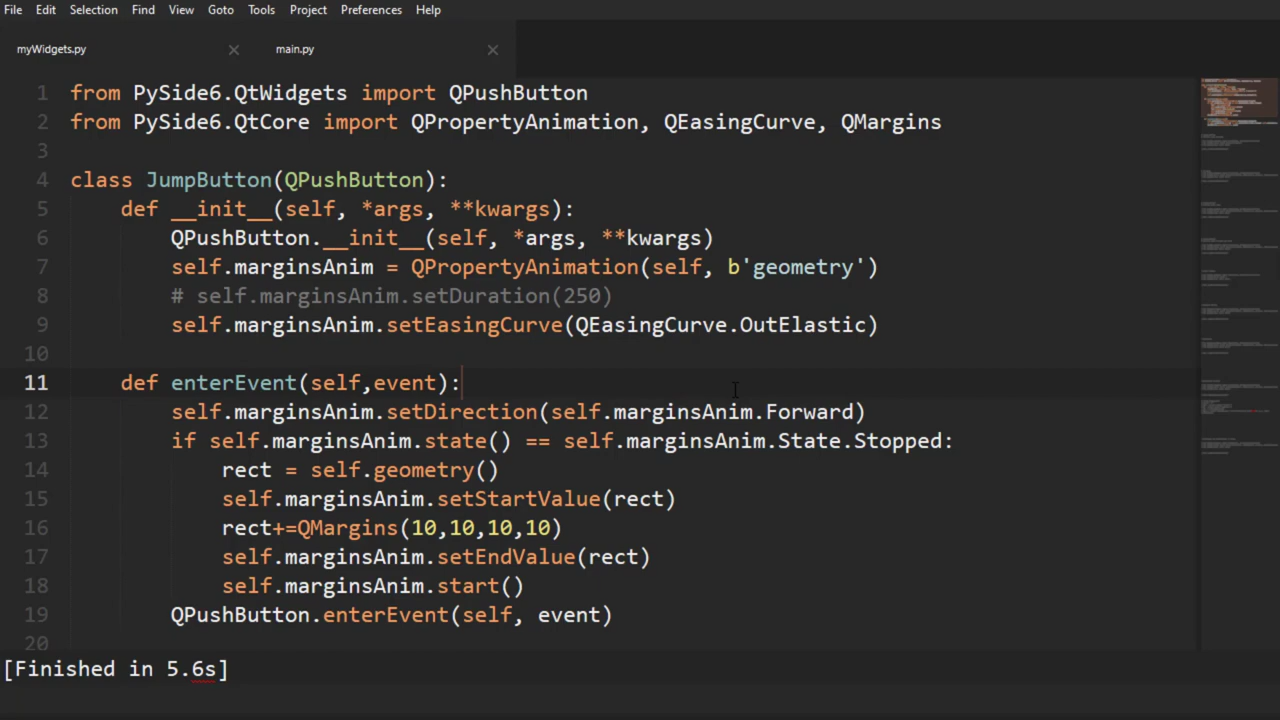 File Edit Selection Find View Goto Tools Project Preferences Help
myWidgets.py main.py
1 from PySide6.QtWidgets import QPushButton
2 from PySide6.QtCore import QPropertyAnimation, QEasingCurve, QMargins
3
4 class JumpButton(QPushButton):
5     def __init__(self, *args, **kwargs):
6         QPushButton.__init__(self, *args, **kwargs)
7         self.marginsAnim = QPropertyAnimation(self, b'geometry')
8         # self.marginsAnim.setDuration(250)
9         self.marginsAnim.setEasingCurve(QEasingCurve.OutElastic)
10
11     def enterEvent(self,event):
12         self.marginsAnim.setDirection(self.marginsAnim.Forward)
13         if self.marginsAnim.state() == self.marginsAnim.State.Stopped:
14             rect = self.geometry()
15             self.marginsAnim.setStartValue(rect)
16             rect+=QMargins(10,10,10,10)
17             self.marginsAnim.setEndValue(rect)
18             self.marginsAnim.start()
19         QPushButton.enterEvent(self, event)
20
[Finished in 5.6s]